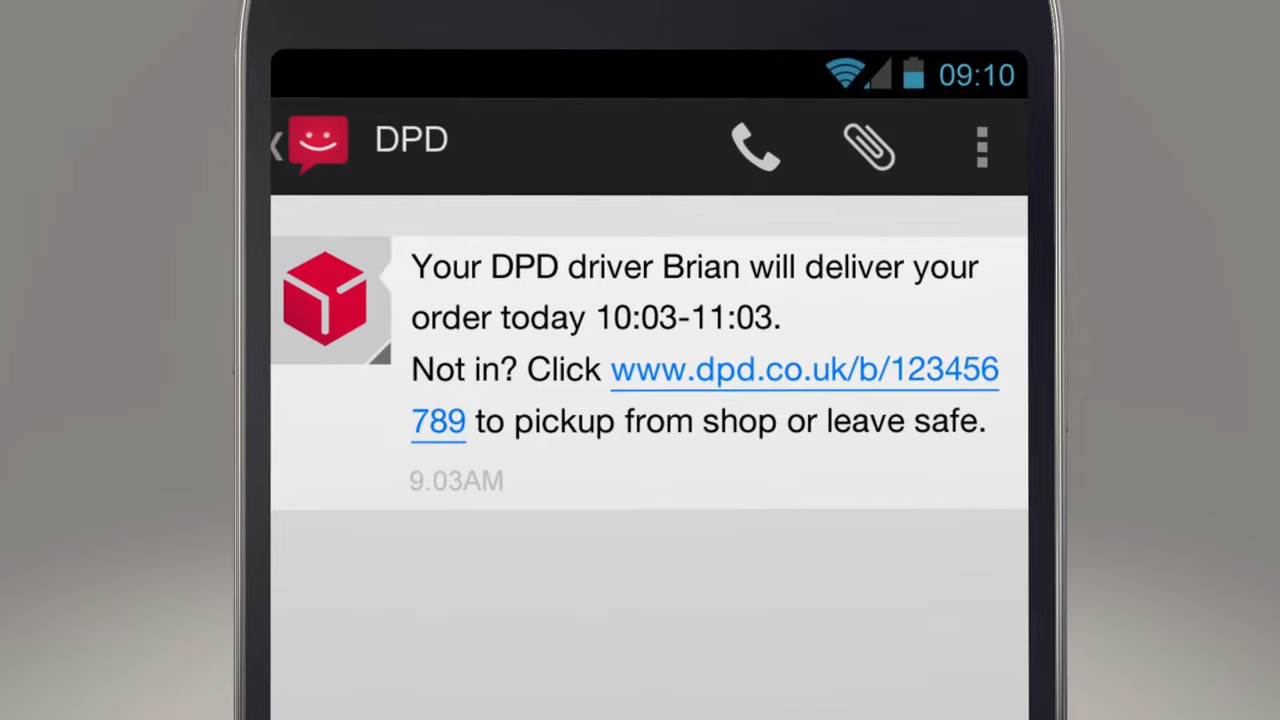 09:10
DPD
Your DPD driver Brian will deliver your
order today 10:03-11:03.
Not in? Click www.dpd.co.uk/b/123456
789 to pickup from shop or leave safe.
9.03AM